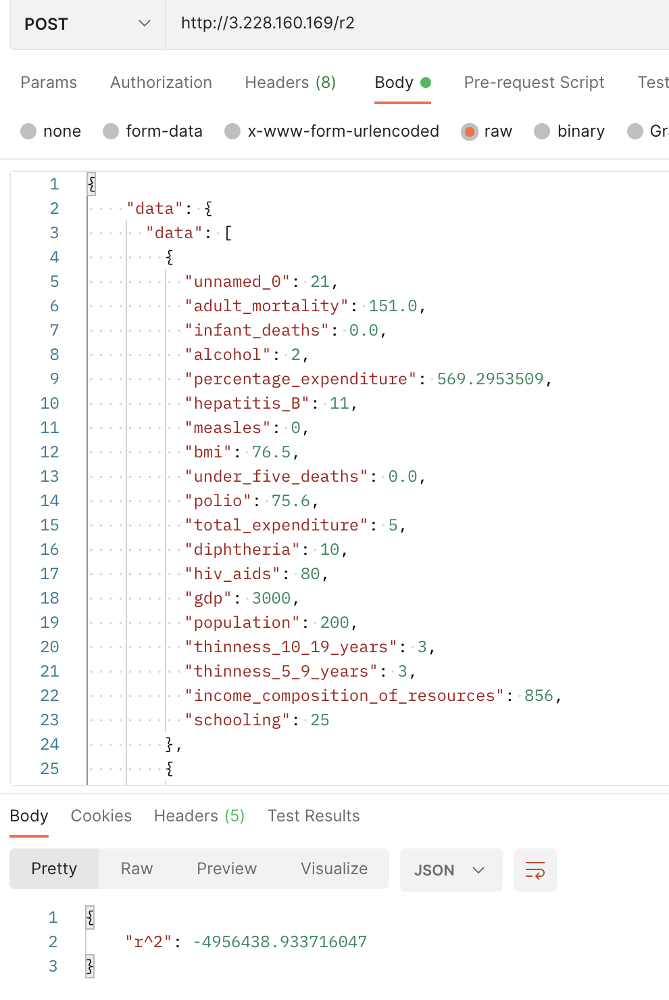 POST http://3.228.160.169/r2
Params Authorization Headers (8) Body Pre-request Script Test
none form-data x-www-form-urlencoded raw binary Gr
1 {
2 "data": {
3 "data": [
4 {
5 "unnamed_0": 21,
6 "adult_mortality": 151.0,
7 "infant_deaths": 0.0,
8 "alcohol": 2,
9 "percentage_expenditure": 569.2953509,
10 "hepatitis_B": 11,
11 "measles": 0,
12 "bmi": 76.5,
13 "under_five_deaths": 0.0,
14 "polio": 75.6,
15 "total_expenditure": 5,
16 "diphtheria": 10,
17 "hiv_aids": 80,
18 "gdp": 3000,
19 "population": 200,
20 "thinness_10_19_years": 3,
21 "thinness_5_9_years": 3,
22 "income_composition_of_resources": 856,
23 "schooling": 25
24 },
25 {
Body Cookies Headers (5) Test Results
Pretty Raw Preview Visualize JSON
1 {
2 "r^2": -4956438.933716047
3 }